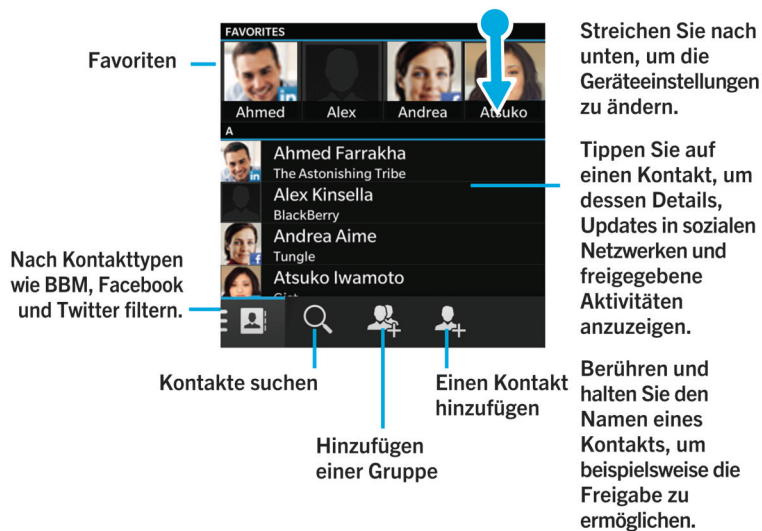 Favoriten
Nach Kontakttypen
wie BBM, Facebook
und Twitter filtern.
FAVORITES
Ahmed
Alex
Andrea
Atsuko
A
Ahmed Farrakha
The Astonishing Tribe
Alex Kinsella
BlackBerry
Andrea Aime
Tungle
Atsuko Iwamoto
Streichen Sie nach
unten, um die
Geräteeinstellungen
zu ändern.
Tippen Sie auf
einen Kontakt, um
dessen Details,
Updates in sozialen
Netzwerken und
freigegebene
Aktivitäten
anzuzeigen.
Berühren und
halten Sie den
Namen eines
Kontakts, um
beispielsweise die
Freigabe zu
ermöglichen.
Kontakte suchen
Hinzufügen
einer Gruppe
Einen Kontakt
hinzufügen